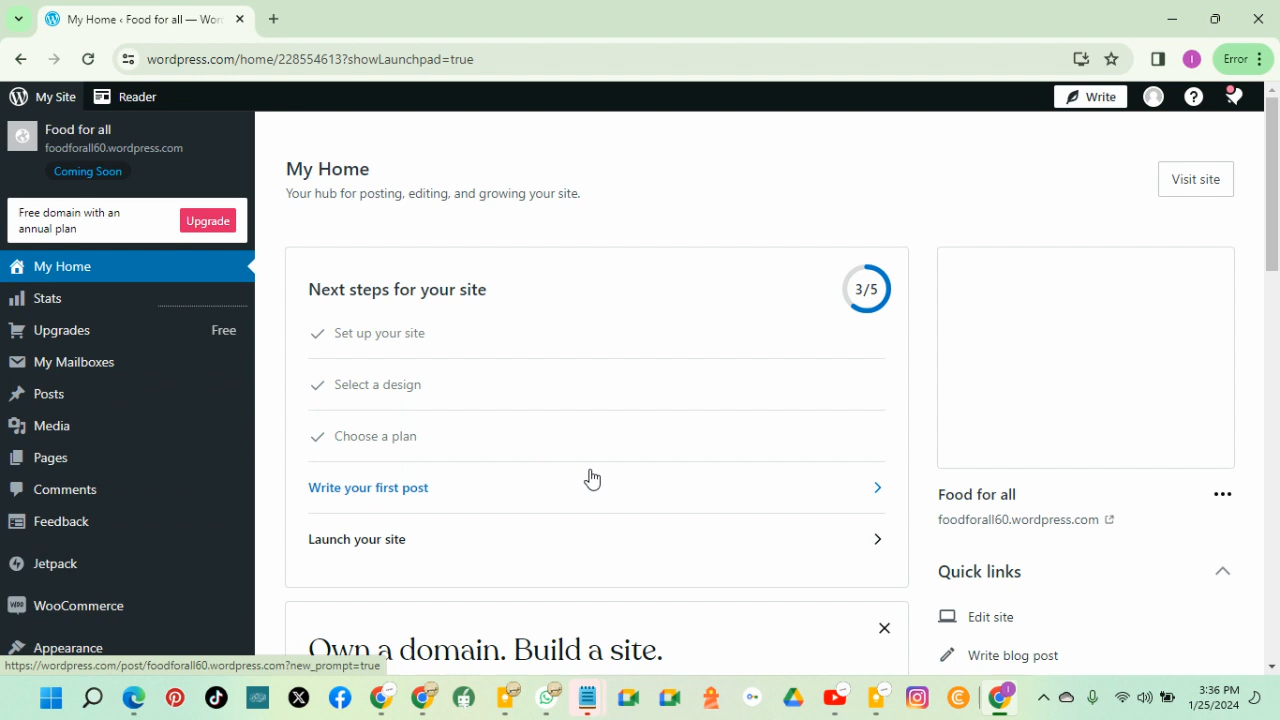 My Home ‹ Food for all — Wor
wordpress.com/home/228554613?showLaunchpad=true
Error
My Site
Reader
Write
Food for all
foodforall60.wordpress.com
Coming Soon
Free domain with an
annual plan
Upgrade
My Home
Stats
Upgrades
Free
My Mailboxes
Posts
Media
Pages
Comments
Feedback
Jetpack
WooCommerce
Appearance
https://wordpress.com/post/foodforall60.wordpress.com?new_prompt=true
My Home
Your hub for posting, editing, and growing your site.
Visit site
Next steps for your site
3/5
Set up your site
Select a design
Choose a plan
Write your first post
Launch your site
Own a domain. Build a site.
Food for all
foodforall60.wordpress.com
Quick links
Edit site
Write blog post
3:36 PM
1/25/2024